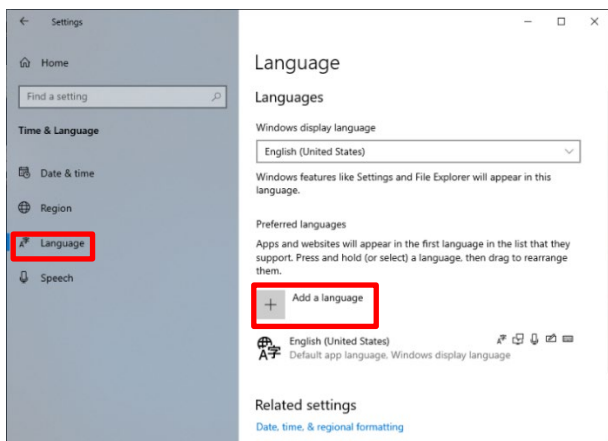 Settings
Home
Find a setting
Time & Language
Date & time
Region
Language
Speech
Language
Languages
Windows display language
English (United States)
Windows features like Settings and File Explorer will appear in this
language.
Preferred languages
Apps and websites will appear in the first language in the list that they
support. Press and hold (or select) a language, then drag to rearrange
them.
Add a language
English (United States)
Default app language, Windows display language
Related settings
Date, time, & regional formatting